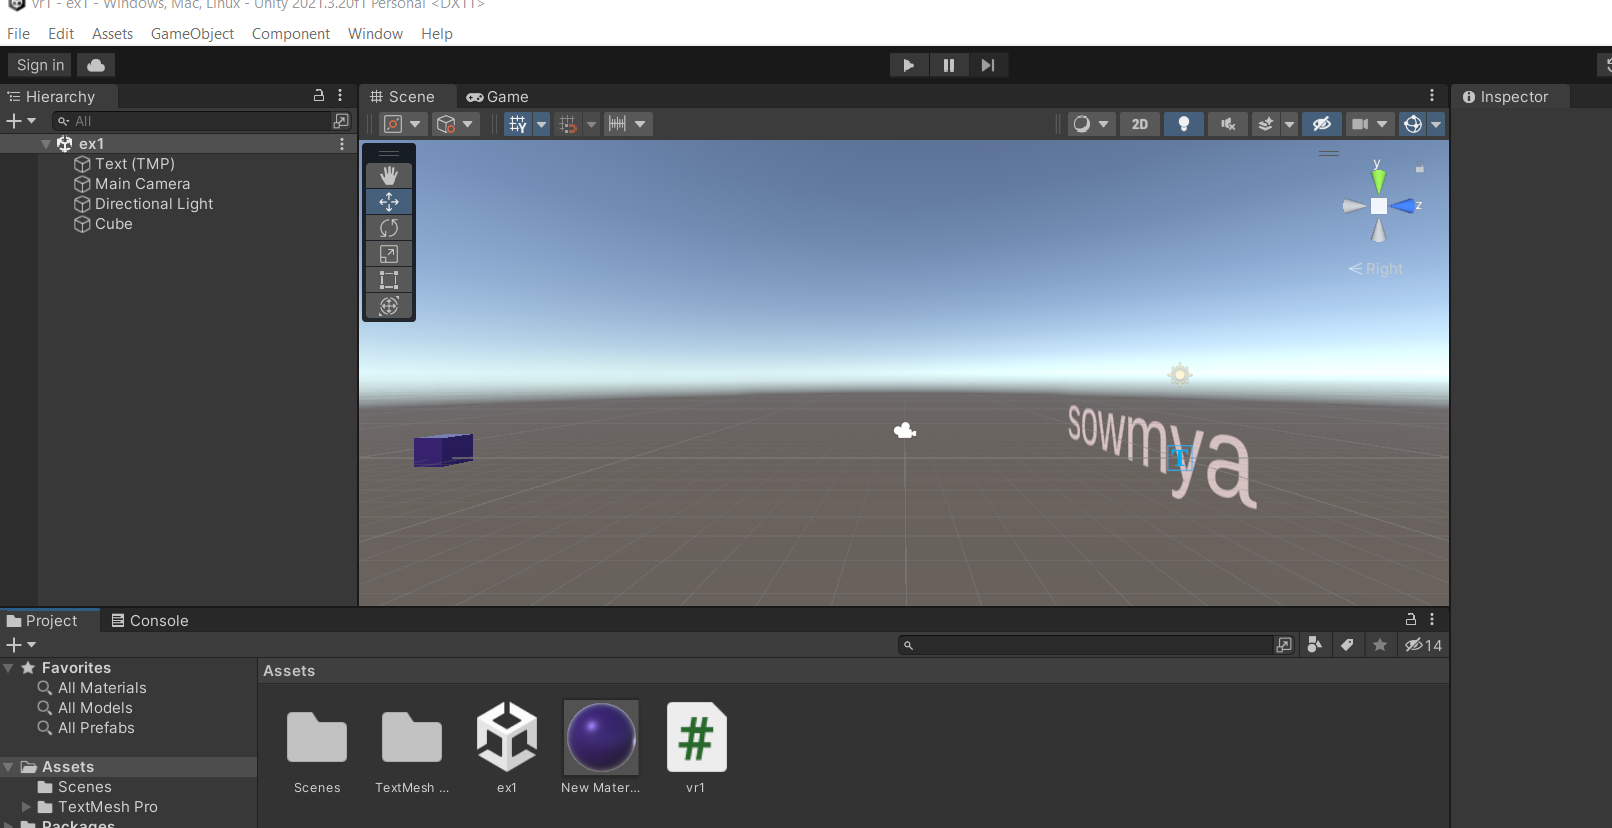 vr1 - ex1 - Windows, Mac, Linux - Unity 2021.3.20f1 Personal <DX11>
File Edit Assets GameObject Component Window Help
Sign in
Hierarchy
All
ex1
Text (TMP)
Main Camera
Directional Light
Cube
Scene Game
2D
y
z
Right
sowmya
T
Inspector
Project Console
14
Favorites
All Materials
All Models
All Prefabs
Assets
Scenes
TextMesh Pro
Packages
Assets
Scenes TextMesh ... ex1 New Mater... vr1